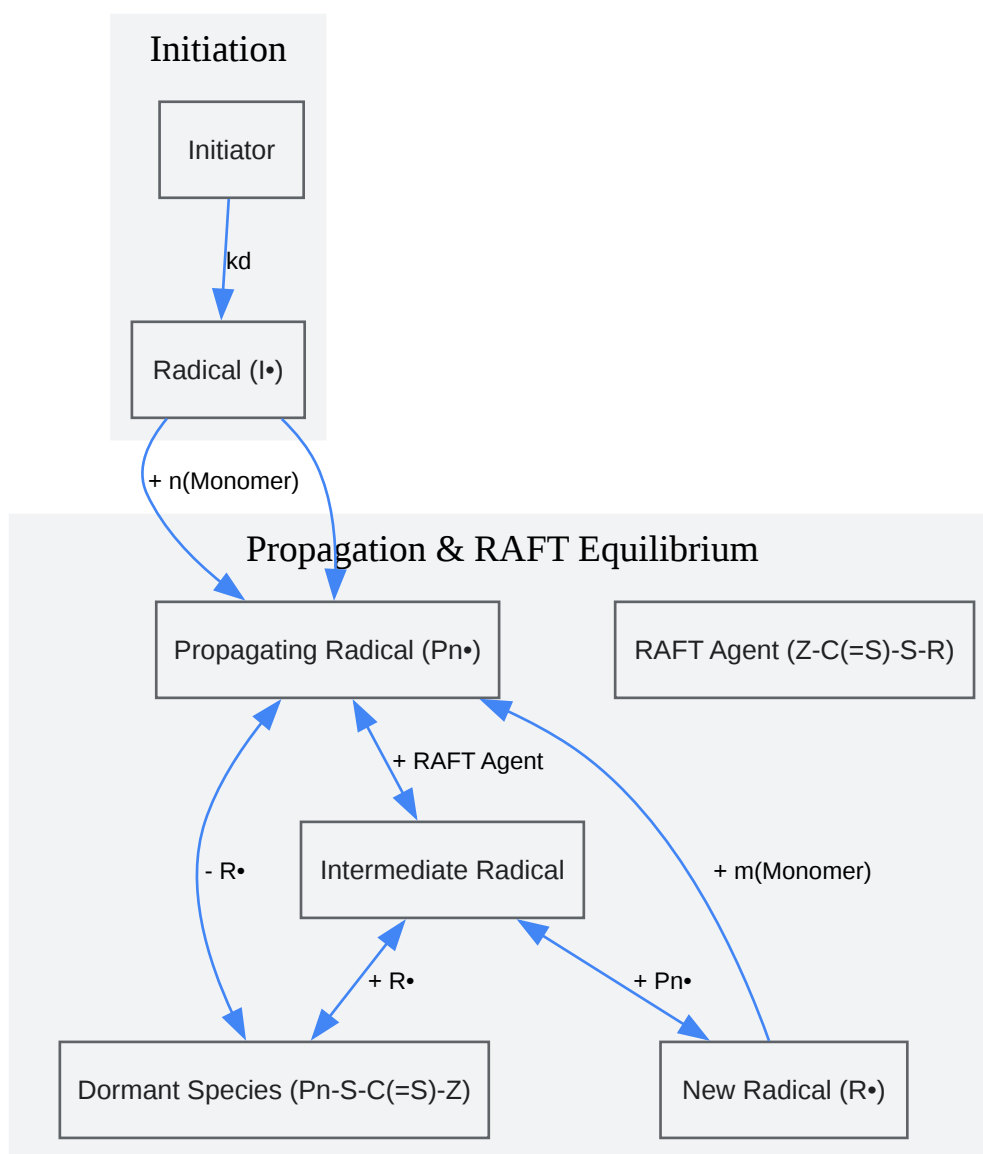 Initiation
Initiator
kd
Radical (I•)
+ n(Monomer)
Propagation & RAFT Equilibrium
Propagating Radical (Pn•)
RAFT Agent (Z-C(=S)-S-R)
+ RAFT Agent
- R•
Intermediate Radical
+ m(Monomer)
+ R•
+ Pn•
Dormant Species (Pn-S-C(=S)-Z)
New Radical (R•)